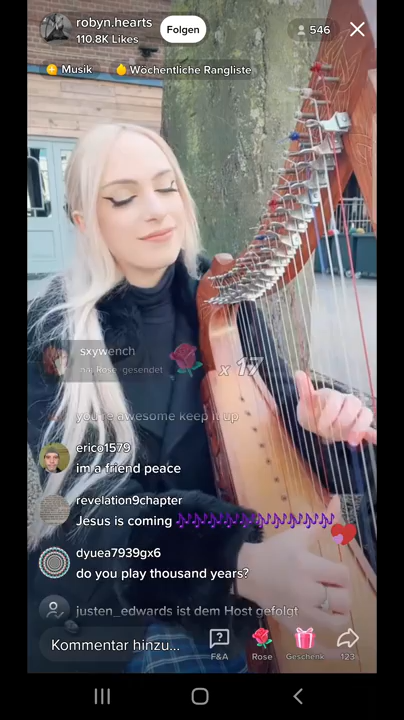 robyn.hearts
110.8K Likes
Folgen
546
Musik
Wöchentliche Rangliste
sxywench
hat Rose gesendet
x 17
you're awesome keep it up
erico1579
im a friend peace
revelation9chapter
Jesus is coming 🎶🎶🎶🎶🎶🎶🎶🎶🎶🎶🎶🎶
dyuea7939gx6
do you play thousand years?
justen_edwards ist dem Host gefolgt
Kommentar hinzu...
F&A
Rose
Geschenk
123